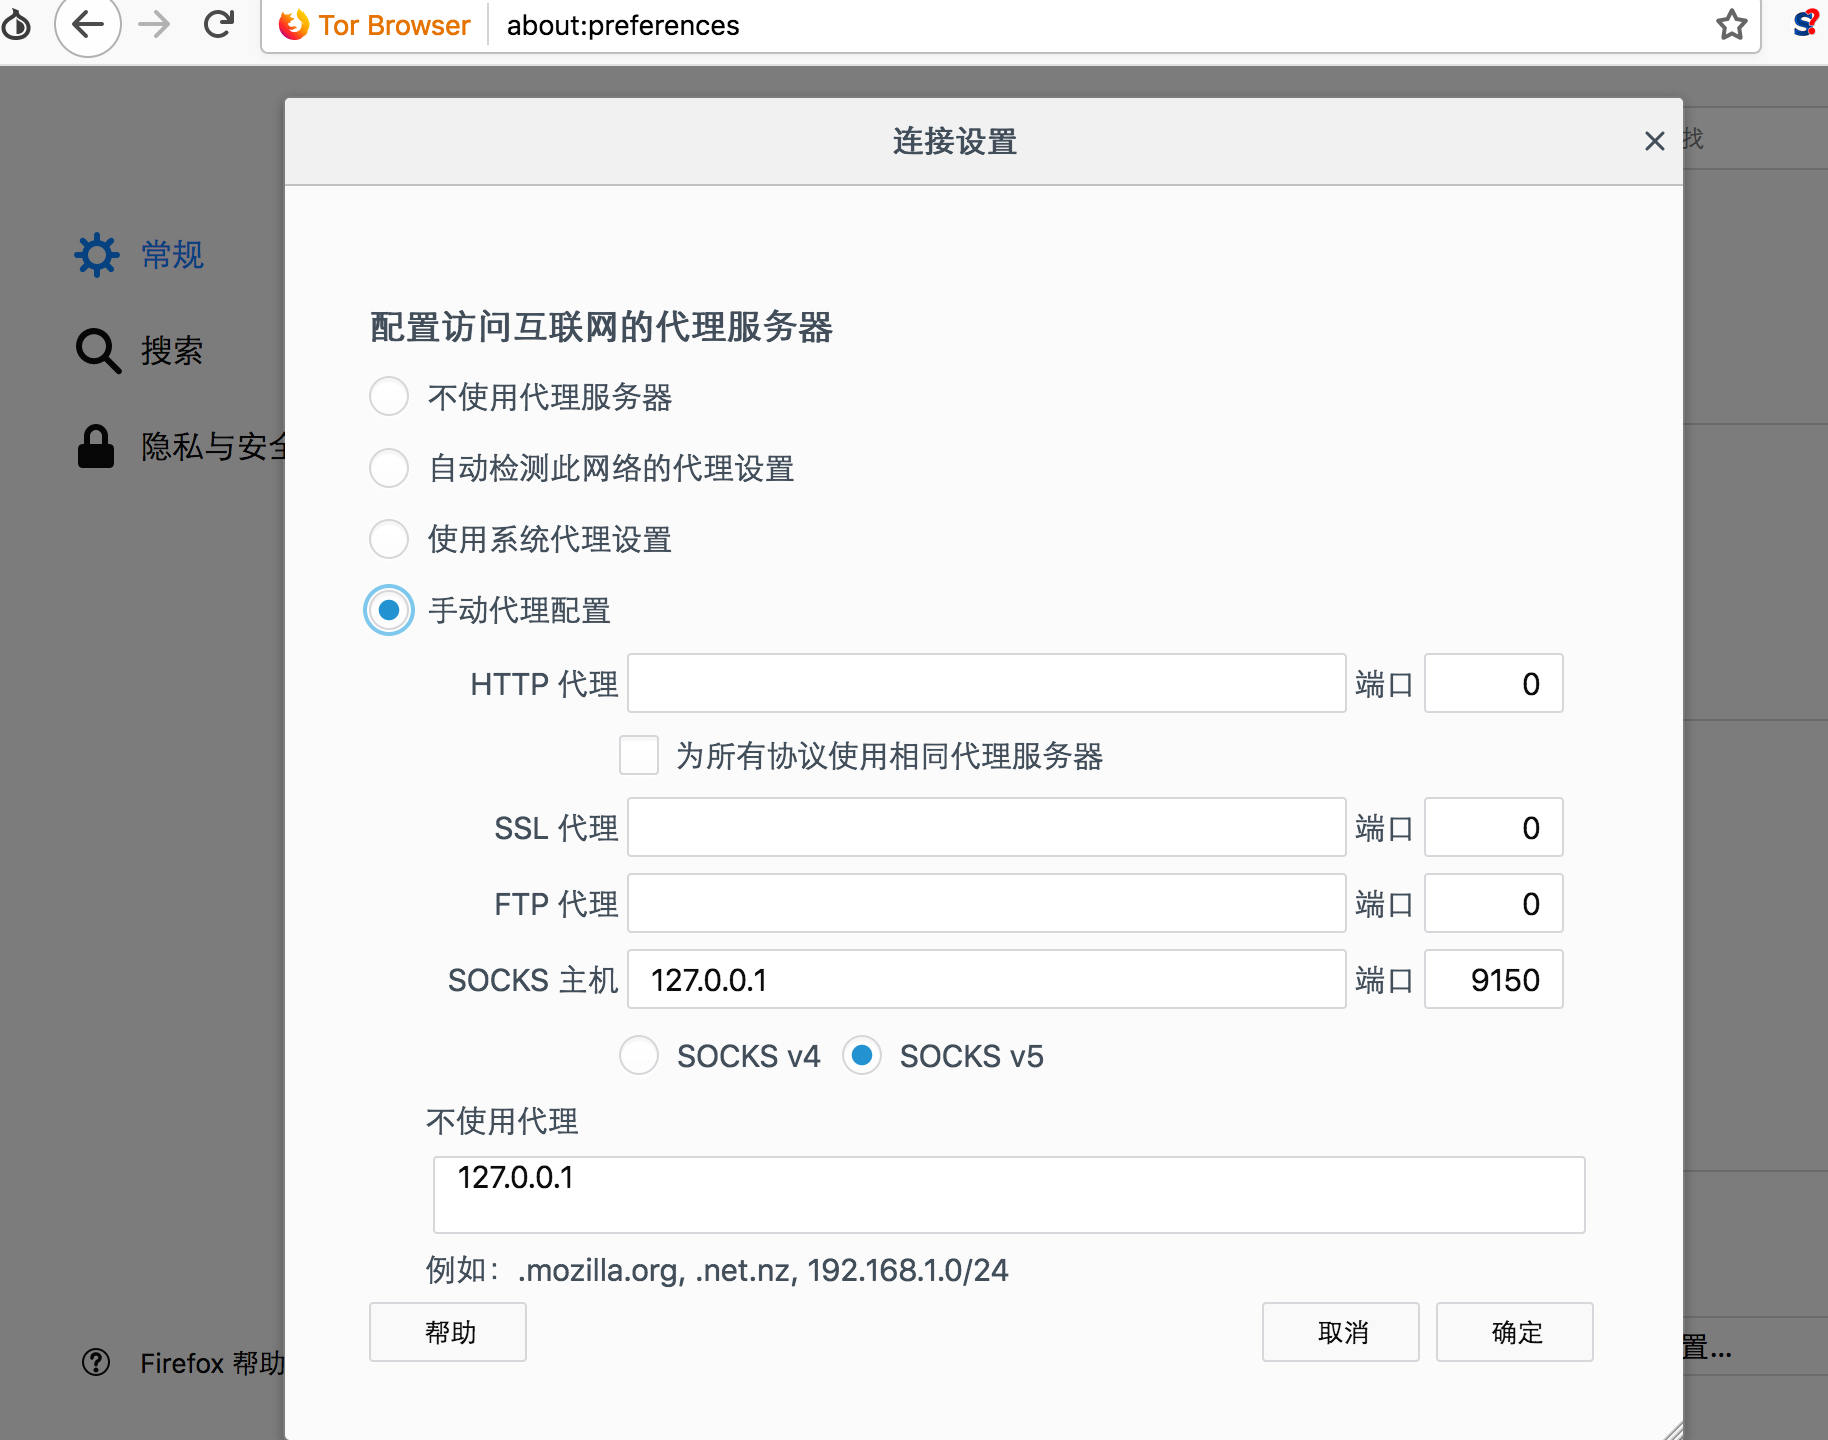 Tor Browser about:preferences
S?
连接设置
找
常规
搜索
隐私与安全
配置访问互联网的代理服务器
不使用代理服务器
自动检测此网络的代理设置
使用系统代理设置
手动代理配置
HTTP 代理 端口 0
为所有协议使用相同代理服务器
SSL 代理 端口 0
FTP 代理 端口 0
SOCKS 主机 127.0.0.1 端口 9150
SOCKS v4 SOCKS v5
不使用代理
127.0.0.1
例如：.mozilla.org, .net.nz, 192.168.1.0/24
帮助 取消 确定
置...
Firefox 帮助